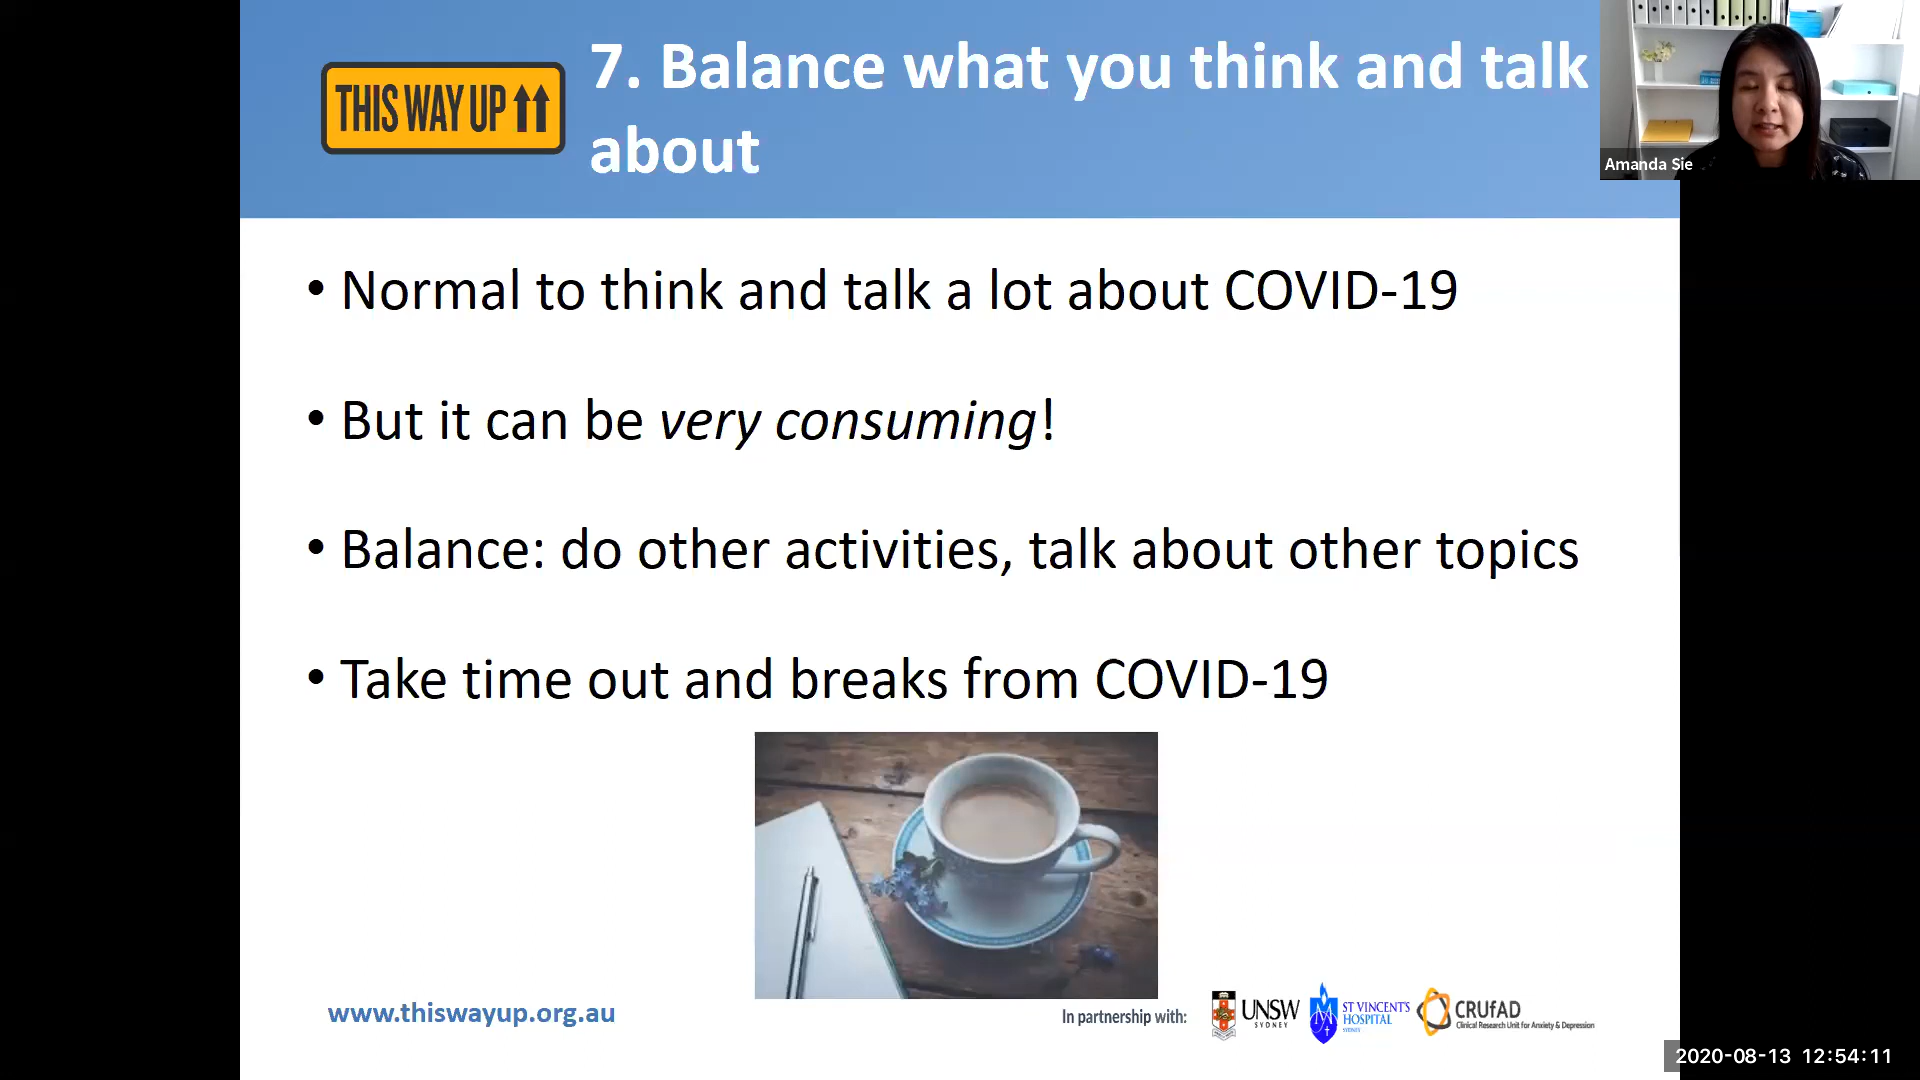 THIS WAY UP
7. Balance what you think and talk
about
Amanda Sie
• Normal to think and talk a lot about COVID-19
• But it can be very consuming!
• Balance: do other activities, talk about other topics
• Take time out and breaks from COVID-19
www.thiswayup.org.au
In partnership with:
UNSW
SYDNEY
ST VINCENT'S
HOSPITAL
SYDNEY
CRUfAD
Clinical Research Unit for Anxiety & Depression
2020-08-13 12:54:11